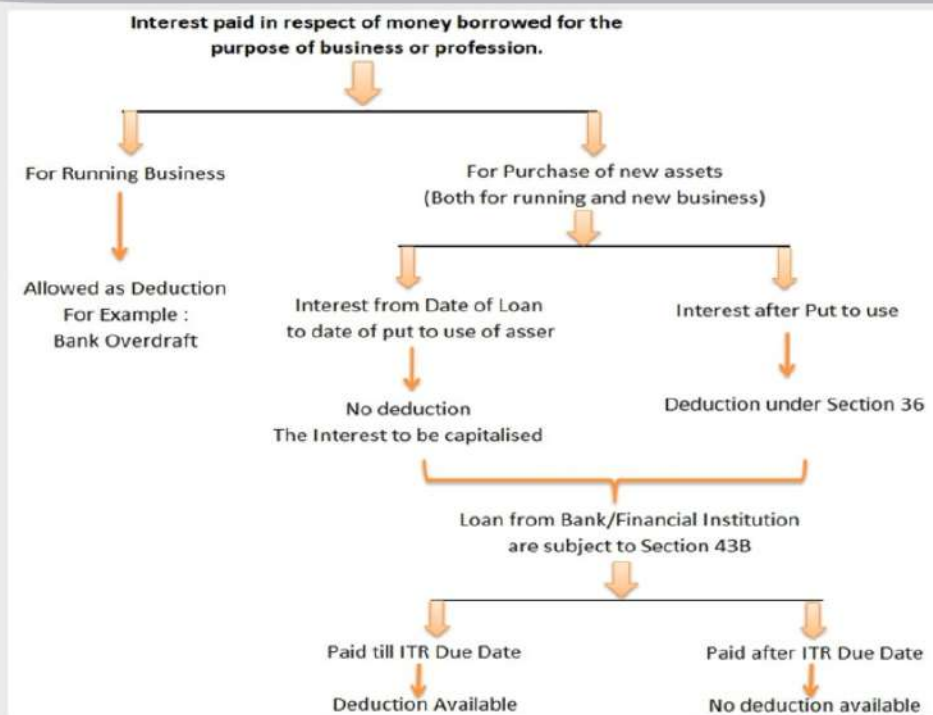 Interest paid in respect of money borrowed for the
purpose of business or profession.
For Running Business
For Purchase of new assets
(Both for running and new business)
Allowed as Deduction
For Example :
Bank Overdraft
Interest from Date of Loan
to date of put to use of asser
Interest after Put to use
No deduction
The Interest to be capitalised
Deduction under Section 36
Loan from Bank/Financial Institution
are subject to Section 43B
Paid till ITR Due Date
Paid after ITR Due Date
Deduction Available
No deduction available